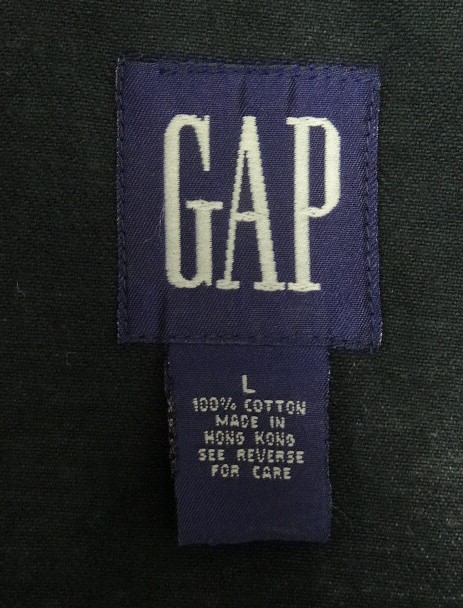 GAP
L
100% COTTON
MADE IN
HONG KONG
SEE REVERSE
FOR CARE